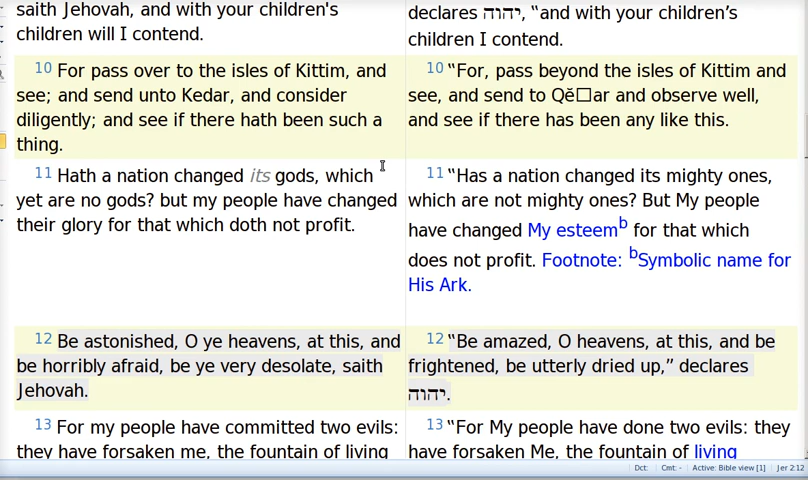 saith Jehovah, and with your children's
children will I contend.
10 For pass over to the isles of Kittim, and
see; and send unto Kedar, and consider
diligently; and see if there hath been such a
thing.
11 Hath a nation changed its gods, which
yet are no gods? but my people have changed
their glory for that which doth not profit.
12 Be astonished, O ye heavens, at this, and
be horribly afraid, be ye very desolate, saith
Jehovah.
13 For my people have committed two evils:
they have forsaken me, the fountain of living
declares יהוה, “and with your children’s
children I contend.
10 “For, pass beyond the isles of Kittim and
see, and send to Qĕ□ar and observe well,
and see if there has been any like this.
11 “Has a nation changed its mighty ones,
which are not mighty ones? But My people
have changed My esteemb for that which
does not profit. Footnote: bSymbolic name for
His Ark.
12 “Be amazed, O heavens, at this, and be
frightened, be utterly dried up,” declares
יהוה.
13 “For My people have done two evils: they
have forsaken Me, the fountain of living
Dct: Cmt: - Active: Bible view [1] Jer 2:12